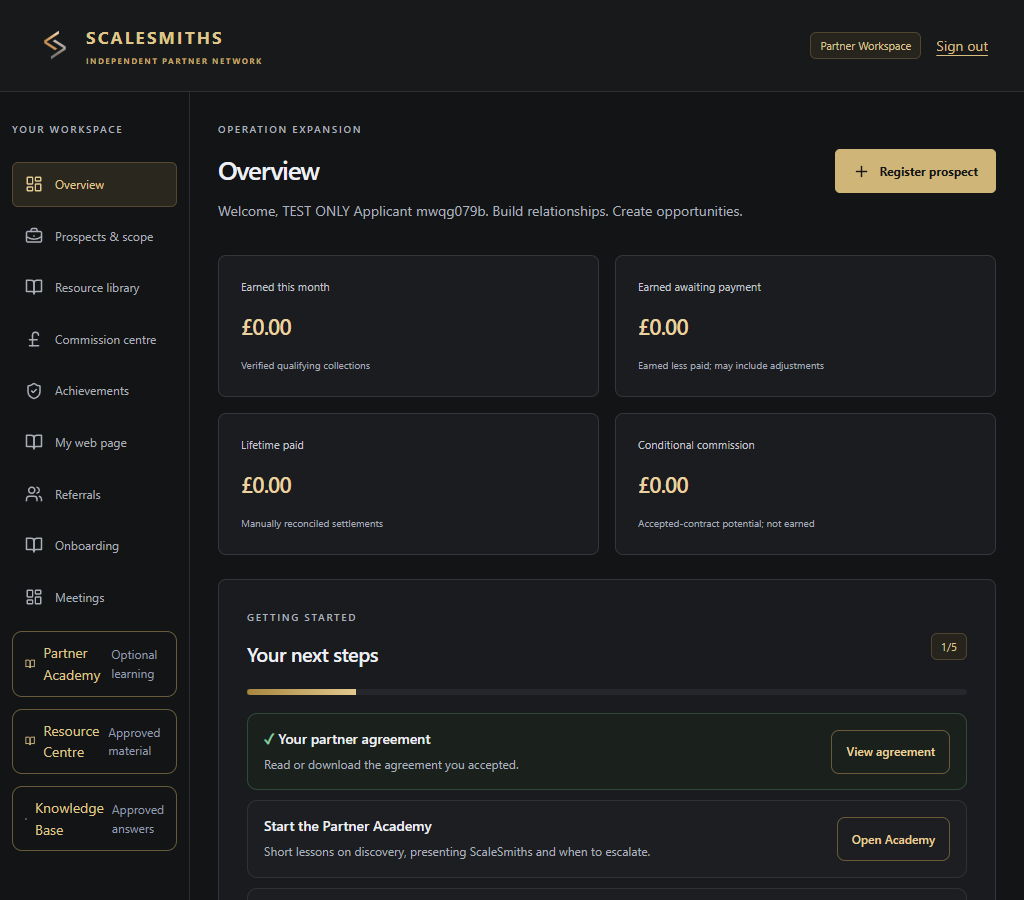 SCALESMITHS
INDEPENDENT PARTNER NETWORK
Partner Workspace
Sign out
YOUR WORKSPACE
Overview
Prospects & scope
Resource library
Commission centre
Achievements
My web page
Referrals
Onboarding
Meetings
Partner Academy
Optional learning
Resource Centre
Approved material
Knowledge Base
Approved answers
OPERATION EXPANSION
Overview
Register prospect
Welcome, TEST ONLY Applicant mwqg079b. Build relationships. Create opportunities.
Earned this month
£0.00
Verified qualifying collections
Earned awaiting payment
£0.00
Earned less paid; may include adjustments
Lifetime paid
£0.00
Manually reconciled settlements
Conditional commission
£0.00
Accepted-contract potential; not earned
GETTING STARTED
Your next steps
1/5
✓ Your partner agreement
Read or download the agreement you accepted.
View agreement
Start the Partner Academy
Short lessons on discovery, presenting ScaleSmiths and when to escalate.
Open Academy